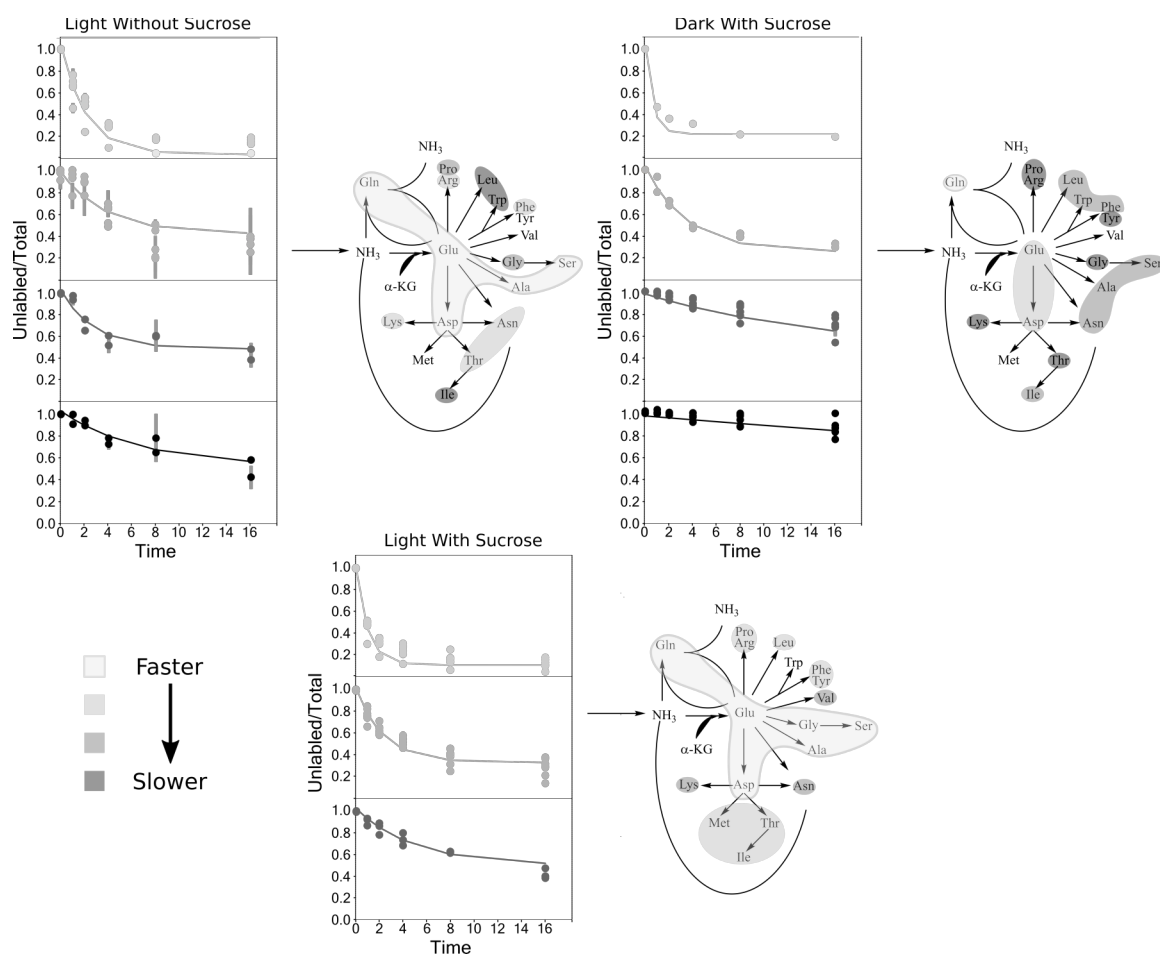 Light Without Sucrose
Unlabled/Total
1.0
0.8
0.6
0.4
0.2
1.0
0.8
0.6
0.4
0.2
1.0
0.8
0.6
0.4
0.2
1.0
0.8
0.6
0.4
0.2
0.0
0 2 4 6 8 10 12 14 16
Time
NH3
Gln
Pro
Arg
Leu
Trp
Phe
Tyr
Val
NH3
Glu
Gly
Ser
α-KG
Ala
Lys
Asp
Asn
Met
Thr
Ile
Dark With Sucrose
Unlabled/Total
1.0
0.8
0.6
0.4
0.2
1.0
0.8
0.6
0.4
0.2
1.0
0.8
0.6
0.4
0.2
1.0
0.8
0.6
0.4
0.2
0.0
0 2 4 6 8 10 12 14 16
Time
NH3
Gln
Pro
Arg
Leu
Trp
Phe
Tyr
Val
NH3
Glu
Gly
Ser
α-KG
Ala
Lys
Asp
Asn
Met
Thr
Ile
Light With Sucrose
Unlabled/Total
1.0
0.8
0.6
0.4
0.2
1.0
0.8
0.6
0.4
0.2
1.0
0.8
0.6
0.4
0.2
0.0
0 2 4 6 8 10 12 14 16
Time
NH3
Gln
Pro
Arg
Leu
Trp
Phe
Tyr
Val
NH3
Glu
Gly
Ser
α-KG
Ala
Lys
Asp
Asn
Met
Thr
Ile
Faster
Slower